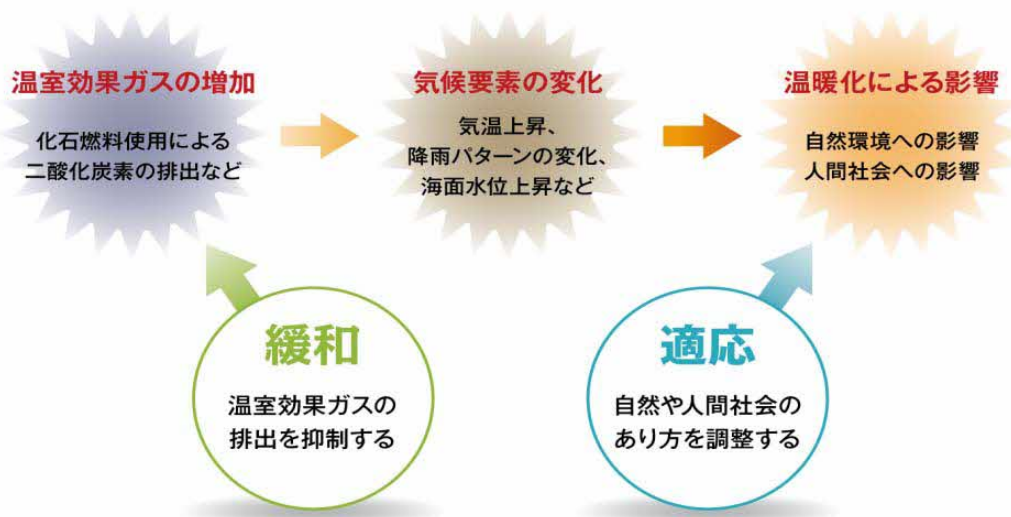 温室効果ガスの増加
化石燃料使用による
二酸化炭素の排出など
気候要素の変化
気温上昇、
降雨パターンの変化、
海面水位上昇など
温暖化による影響
自然環境への影響
人間社会への影響
緩和
温室効果ガスの
排出を抑制する
適応
自然や人間社会の
あり方を調整する